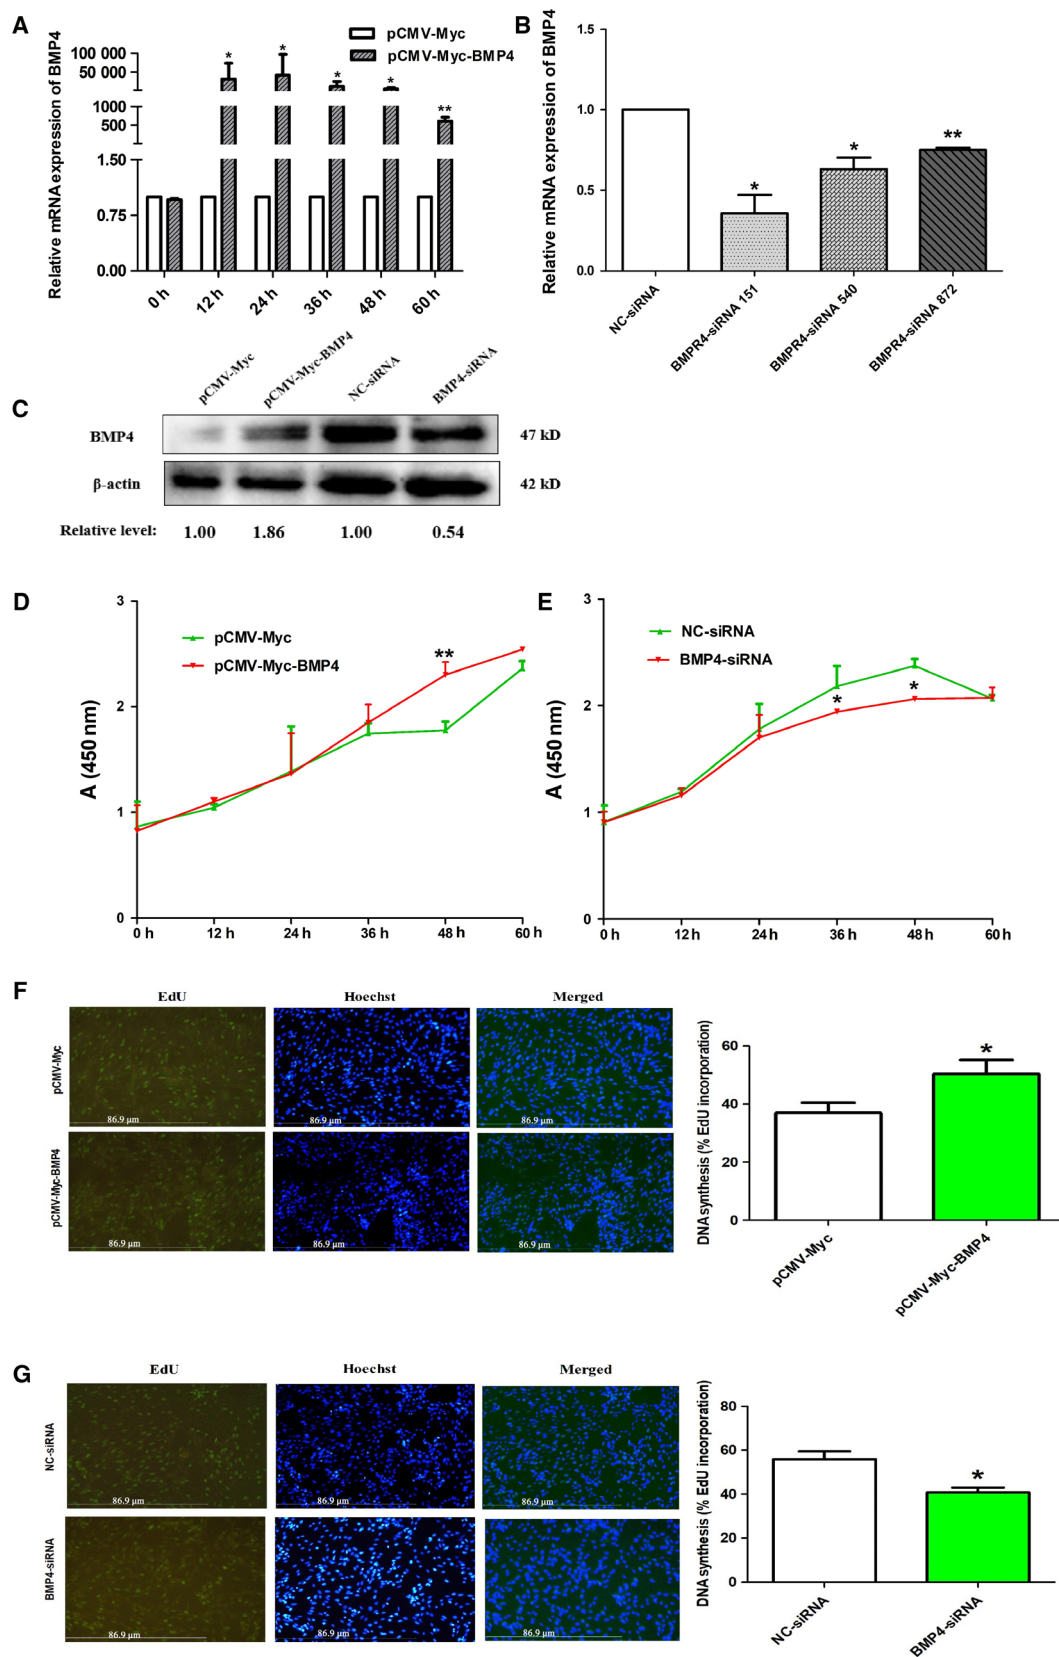 A
Relative mRNA expression of BMP4
pCMV-Myc
pCMV-Myc-BMP4
100 000
50 000
1000
500
1.50
0.75
0.00
* * * * **
0 h 12 h 24 h 36 h 48 h 60 h
B
Relative mRNA expression of BMP4
1.5
1.0
0.5
0.0
* * **
NC-siRNA
BMPR4-siRNA 151
BMPR4-siRNA 540
BMPR4-siRNA 872
C
pCMV-Myc pCMV-Myc-BMP4 NC-siRNA BMP4-siRNA
BMP4 47 kD
β-actin 42 kD
Relative level: 1.00 1.86 1.00 0.54
D
A (450 nm)
3
2
1
0
pCMV-Myc
pCMV-Myc-BMP4
**
0 h 12 h 24 h 36 h 48 h 60 h
E
A (450 nm)
3
2
1
0
NC-siRNA
BMP4-siRNA
* *
0 h 12 h 24 h 36 h 48 h 60 h
F
EdU Hoechst Merged
pCMV-Myc
86.9 µm 86.9 µm 86.9 µm
pCMV-Myc-BMP4
86.9 µm 86.9 µm 86.9 µm
DNA synthesis (% EdU incorporation)
60
40
20
0
*
pCMV-Myc
pCMV-Myc-BMP4
G
EdU Hoechst Merged
NC-siRNA
86.9 µm 86.9 µm 86.9 µm
BMP4-siRNA
86.9 µm 86.9 µm 86.9 µm
DNA synthesis (% EdU incorporation)
80
60
40
20
0
*
NC-siRNA
BMP4-siRNA